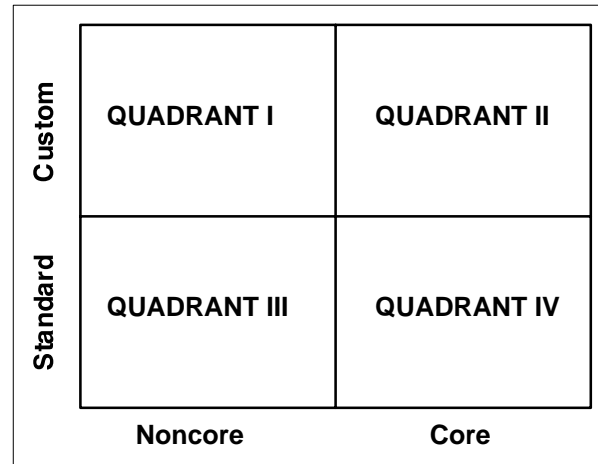 Custom
QUADRANT I
QUADRANT II
Standard
QUADRANT III
QUADRANT IV
Noncore
Core